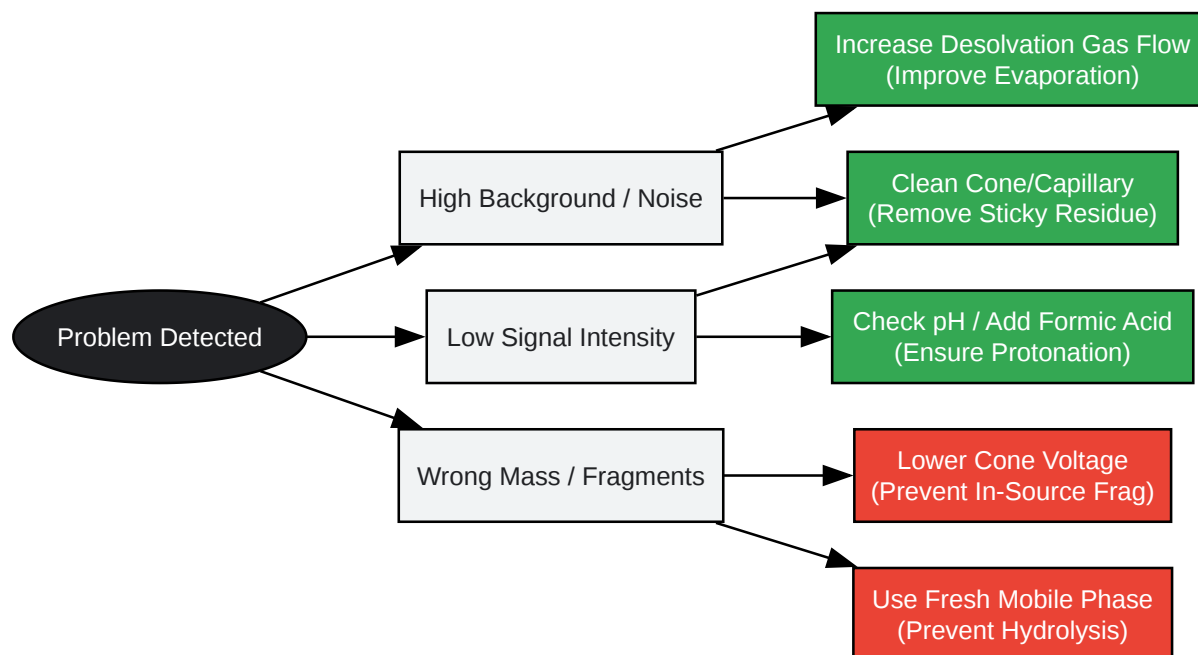 Problem Detected
High Background / Noise
Low Signal Intensity
Wrong Mass / Fragments
Increase Desolvation Gas Flow
(Improve Evaporation)
Clean Cone/Capillary
(Remove Sticky Residue)
Check pH / Add Formic Acid
(Ensure Protonation)
Lower Cone Voltage
(Prevent In-Source Frag)
Use Fresh Mobile Phase
(Prevent Hydrolysis)